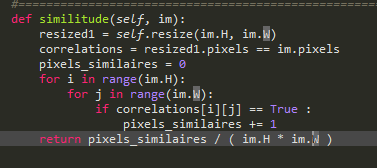 #================================================
def similitude(self, im):
    resized1 = self.resize(im.H, im.W)
    correlations = resized1.pixels == im.pixels
    pixels_similaires = 0
    for i in range(im.H):
        for j in range(im.W):
            if correlations[i][j] == True :
                pixels_similaires += 1
    return pixels_similaires / ( im.H * im.W )